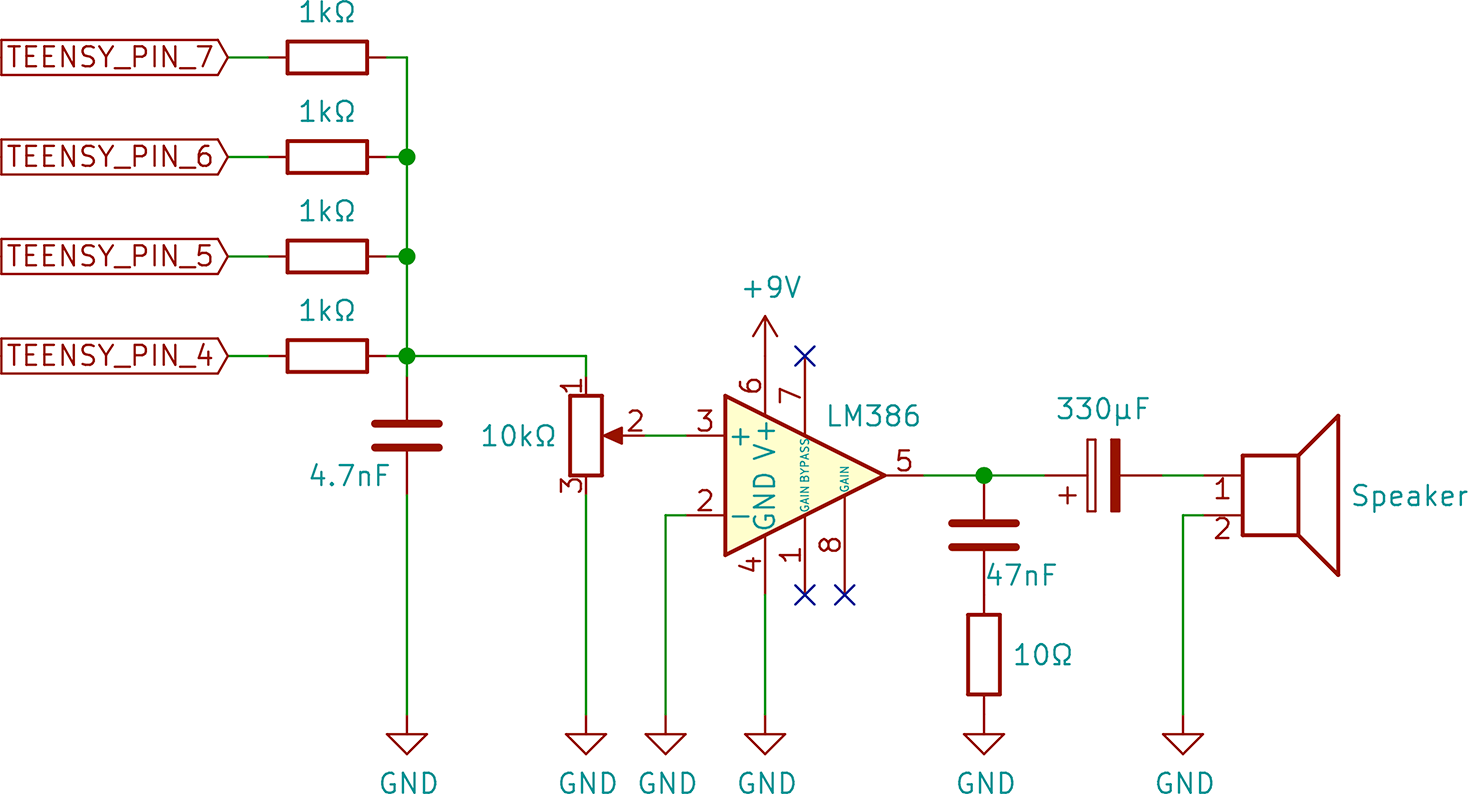 1kΩ
TEENSY_PIN_7
1kΩ
TEENSY_PIN_6
1kΩ
TEENSY_PIN_5
1kΩ
TEENSY_PIN_4
4.7nF
10kΩ
1
2
3
+9V
LM386
6
7
3
2
4
1
8
5
+
-
V+
GND
GAIN BYPASS
GAIN
330µF
+
47nF
10Ω
1
2
Speaker
GND
GND
GND
GND
GND
GND